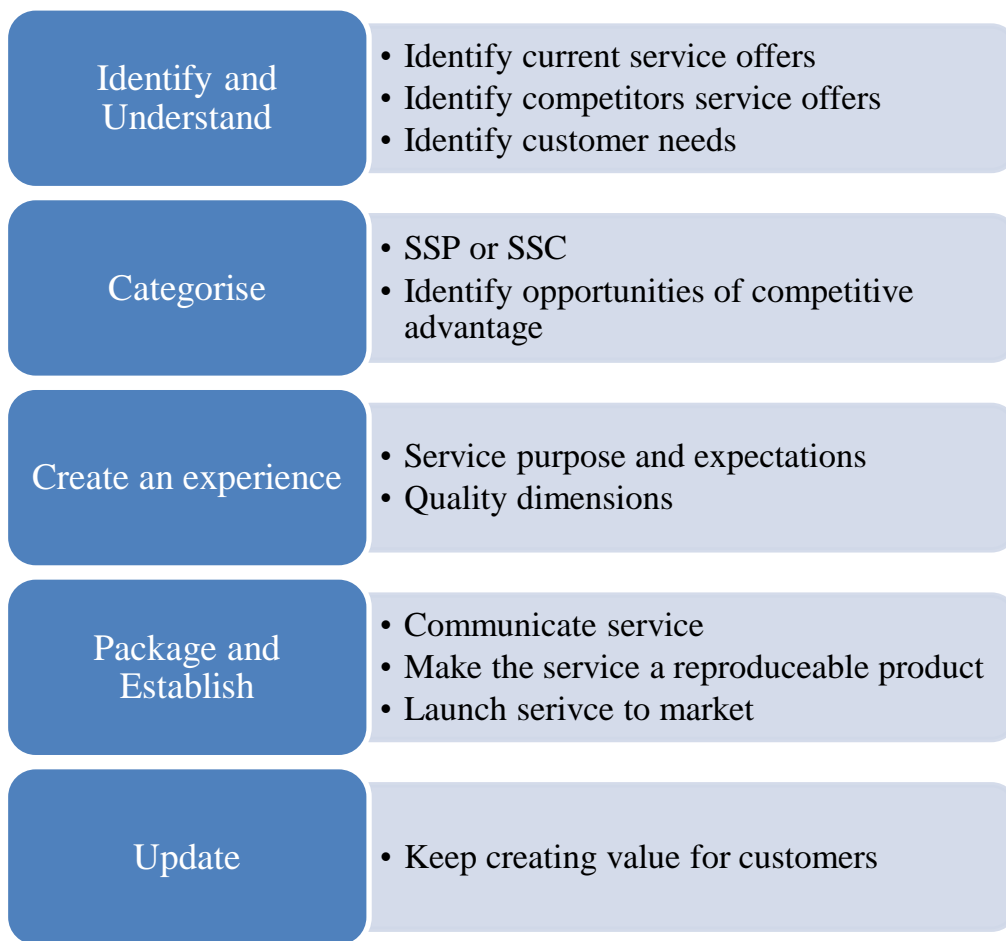 Identify and
Understand
• Identify current service offers
• Identify competitors service offers
• Identify customer needs
Categorise
• SSP or SSC
• Identify opportunities of competitive
advantage
Create an experience
• Service purpose and expectations
• Quality dimensions
Package and
Establish
• Communicate service
• Make the service a reproduceable product
• Launch serivce to market
Update
• Keep creating value for customers